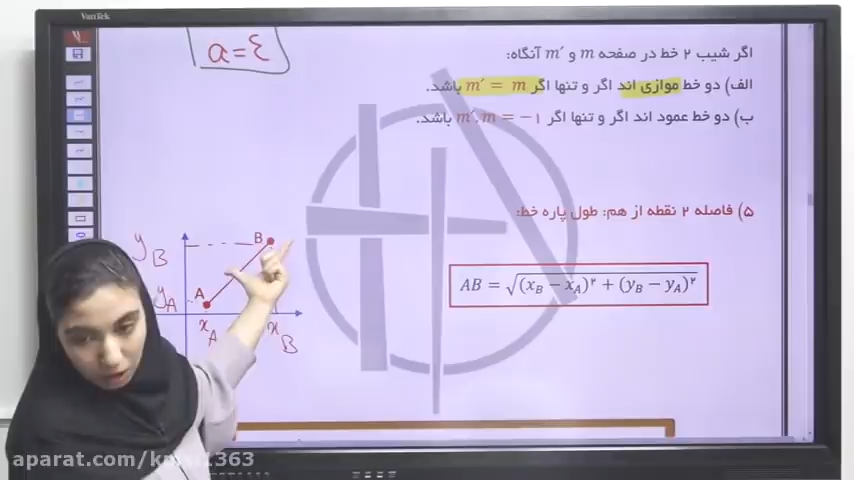 VanTek
a = ٤
اگر شیب ۲ خط در صفحه m و m′ آنگاه:
الف) دو خط موازی اند اگر و تنها اگر m′ = m باشد.
ب) دو خط عمود اند اگر و تنها اگر m′. m = −۱ باشد.
۵) فاصله ۲ نقطه از هم: طول پاره خط:
AB = √(x_B − x_A)^۲ + (y_B − y_A)^۲
y_B
B
y_A
A
x_A
x_B